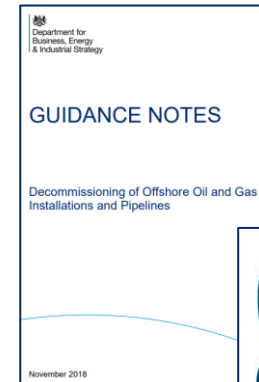 Department for
Business, Energy
& Industrial Strategy
GUIDANCE NOTES
Decommissioning of Offshore Oil and Gas
Installations and Pipelines
November 2018